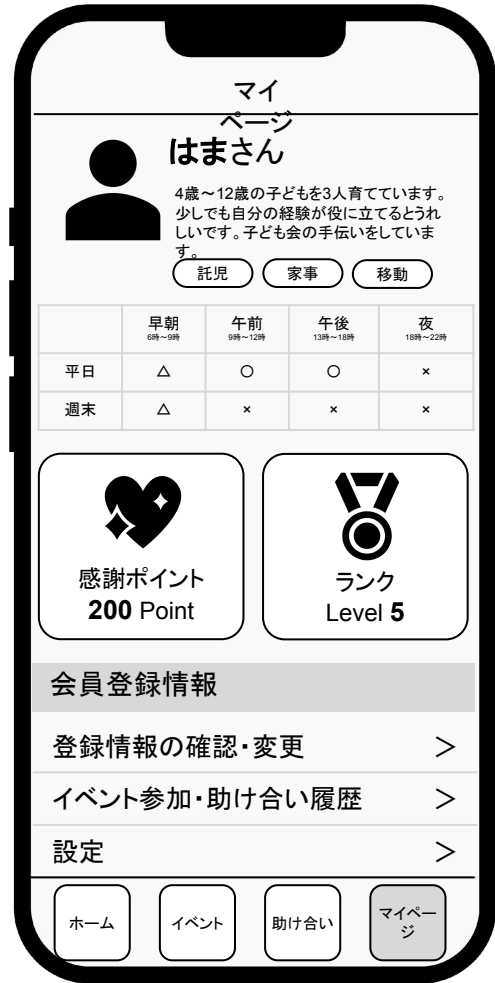 マイ
ページ
はまさん
4歳～12歳の子どもを3人育てています。
少しでも自分の経験が役に立てるとうれ
しいです。子ども会の手伝いをしていま
す。
託児 家事 移動
早朝 午前 午後 夜
6時～9時 9時～12時 13時～18時 18時～22時
平日 △ ○ ○ ×
週末 △ × × ×
感謝ポイント ランク
200 Point Level 5
会員登録情報
登録情報の確認・変更 ＞
イベント参加・助け合い履歴 ＞
設定 ＞
ホーム イベント 助け合い マイペー
ジ